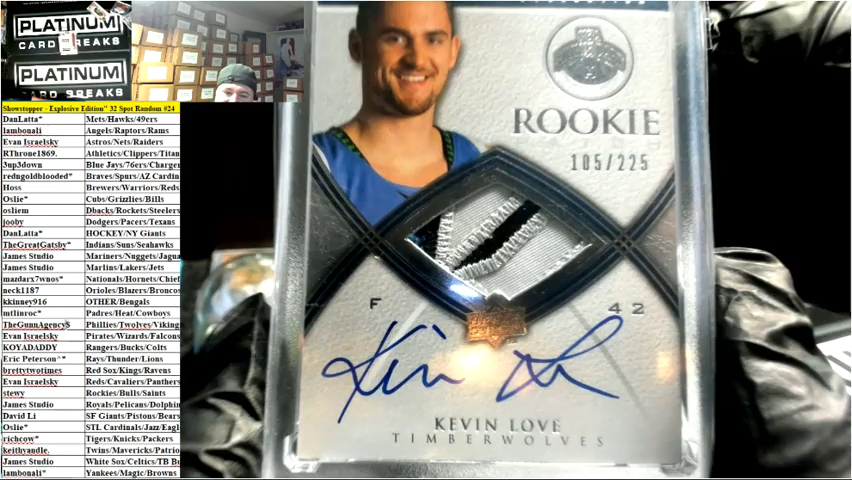 PLATINUM
CARD BREAKS
PLATINUM
CARD BREAKS
Showstopper - Explosive Edition" 32 Spot Random #24
DanLatta* Mets/Hawks/49ers
lambonali Angels/Raptors/Rams
Evan Israelsky Astros/Nets/Raiders
RThrone1869. Athletics/Clippers/Titan
3up3down Blue Jays/76ers/Charger
redngoldblooded* Braves/Spurs/AZ Cardin
Hoss Brewers/Warriors/Reds
Oslie* Cubs/Grizzlies/Bills
osliem Dbacks/Rockets/Steelers
jooby Dodgers/Pacers/Texans
DanLatta* HOCKEY/NY Giants
TheGreatGatsby* Indians/Suns/Seahawks
James Studio Mariners/Nuggets/Jagua
James Studio Marlins/Lakers/Jets
mazdarx7wnos* Nationals/Hornets/Chief
neck1187 Orioles/Blazers/Broncos
kkinney916 OTHER/Bengals
mtlinroc* Padres/Heat/Cowboys
TheGunnAgency$ Phillies/Twolves/Viking
Evan Israelsky Pirates/Wizards/Falcons
KOYADADDY Rangers/Bucks/Colts
Eric Peterson^* Rays/Thunder/Lions
brettytwotimes Red Sox/Kings/Ravens
Evan Israelsky Reds/Cavaliers/Panthers
stewy Rockies/Bulls/Saints
James Studio Royals/Pelicans/Dolphin
David Li SF Giants/Pistons/Bears
Oslie* STL Cardinals/Jazz/Eagl
richcow* Tigers/Knicks/Packers
keithyandle. Twins/Mavericks/Patrio
James Studio White Sox/Celtics/TB Bu
lambonali* Yankees/Magic/Brown​s
ROOKIE
105/225
F 42
KEVIN LOVE
TIMBERWOLVES